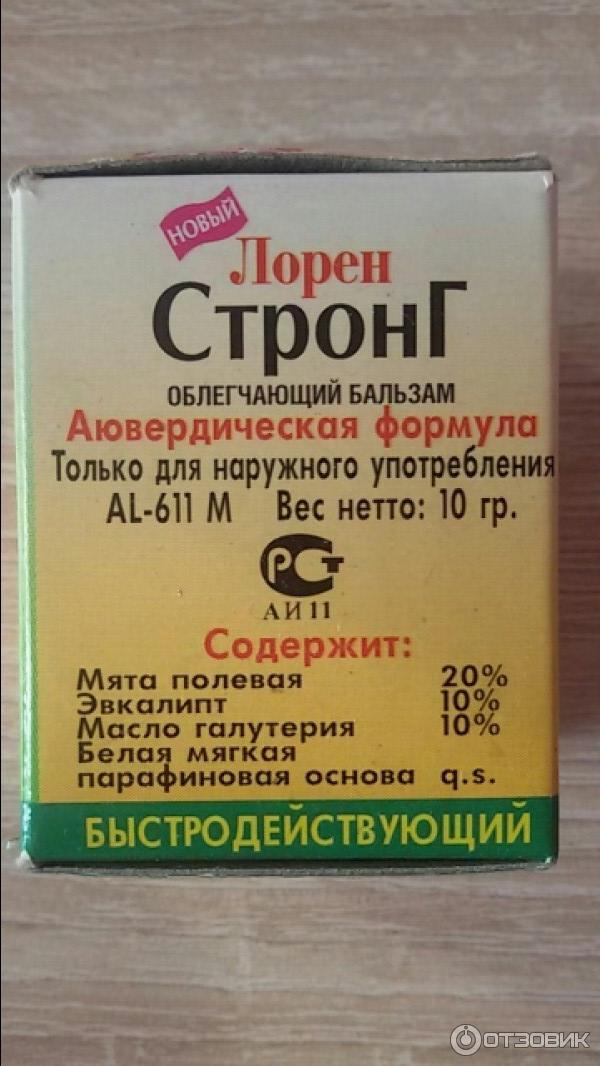 НОВЫЙ
Лорен
Стронг
ОБЛЕГЧАЮЩИЙ БАЛЬЗАМ
Аювердическая формула
Только для наружного употребления
AL-611 M Вес нетто: 10 гр.
РСТ
АИ11
Содержит:
Мята полевая 20%
Эвкалипт 10%
Масло галутерия 10%
Белая мягкая
парафиновая основа q.s.
БЫСТРОДЕЙСТВУЮЩИЙ
ОТЗОВИК